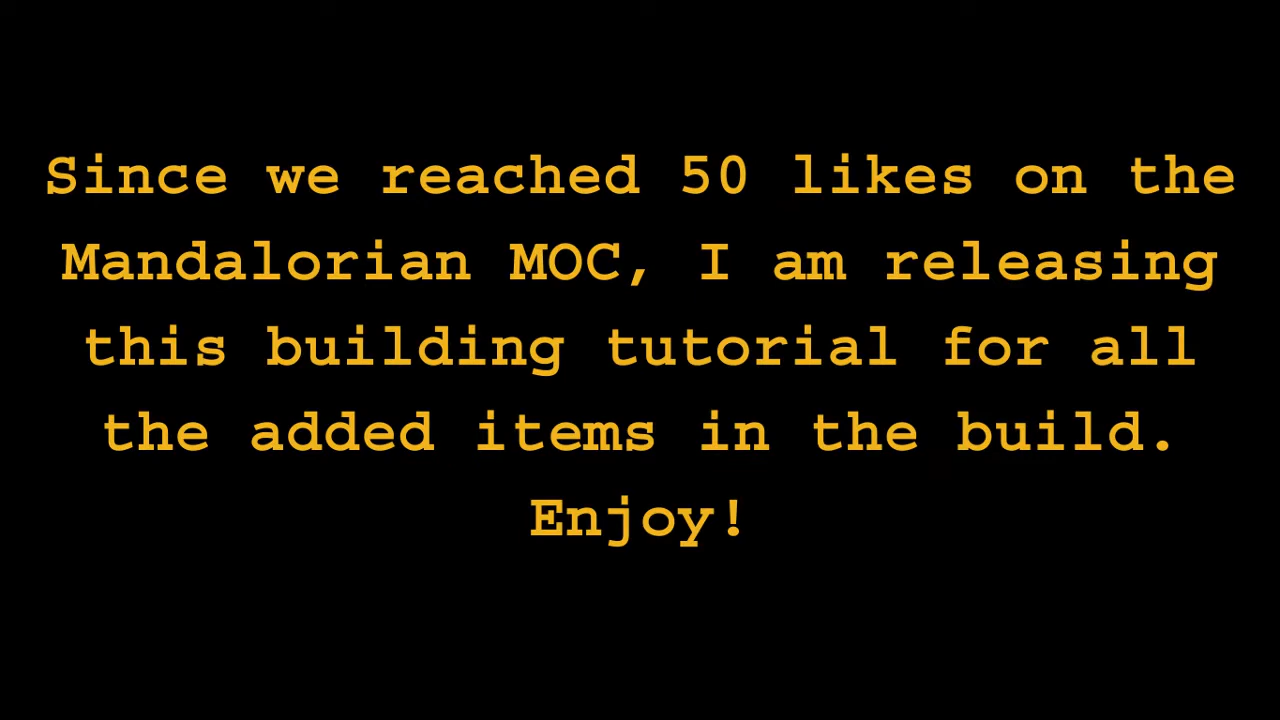 Since we reached 50 likes on the
Mandalorian MOC, I am releasing
this building tutorial for all
the added items in the build.
Enjoy!